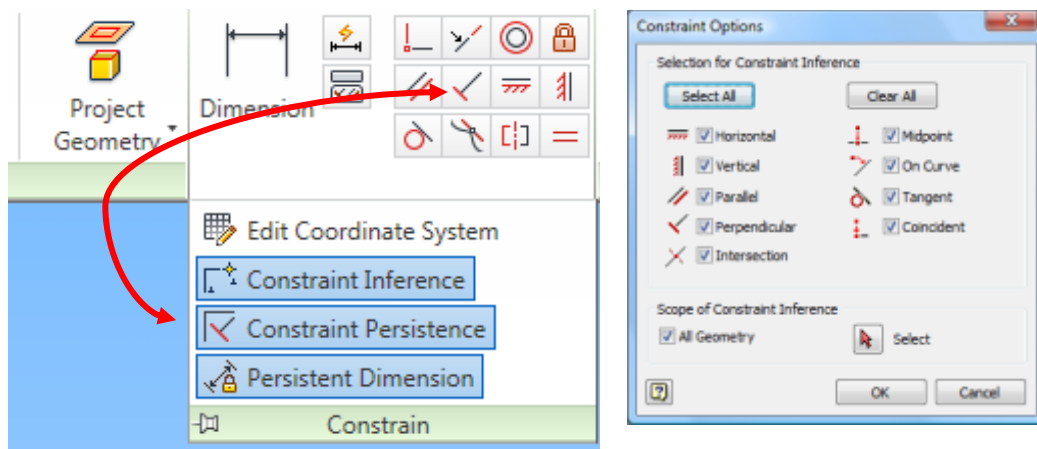 Project
Geometry
Dimension
Edit Coordinate System
Constraint Inference
Constraint Persistence
Persistent Dimension
Constrain
Constraint Options
Selection for Constraint Inference
Select All
Clear All
Horizontal
Midpoint
Vertical
On Curve
Parallel
Tangent
Perpendicular
Coincident
Intersection
Scope of Constraint Inference
All Geometry
Select
OK
Cancel